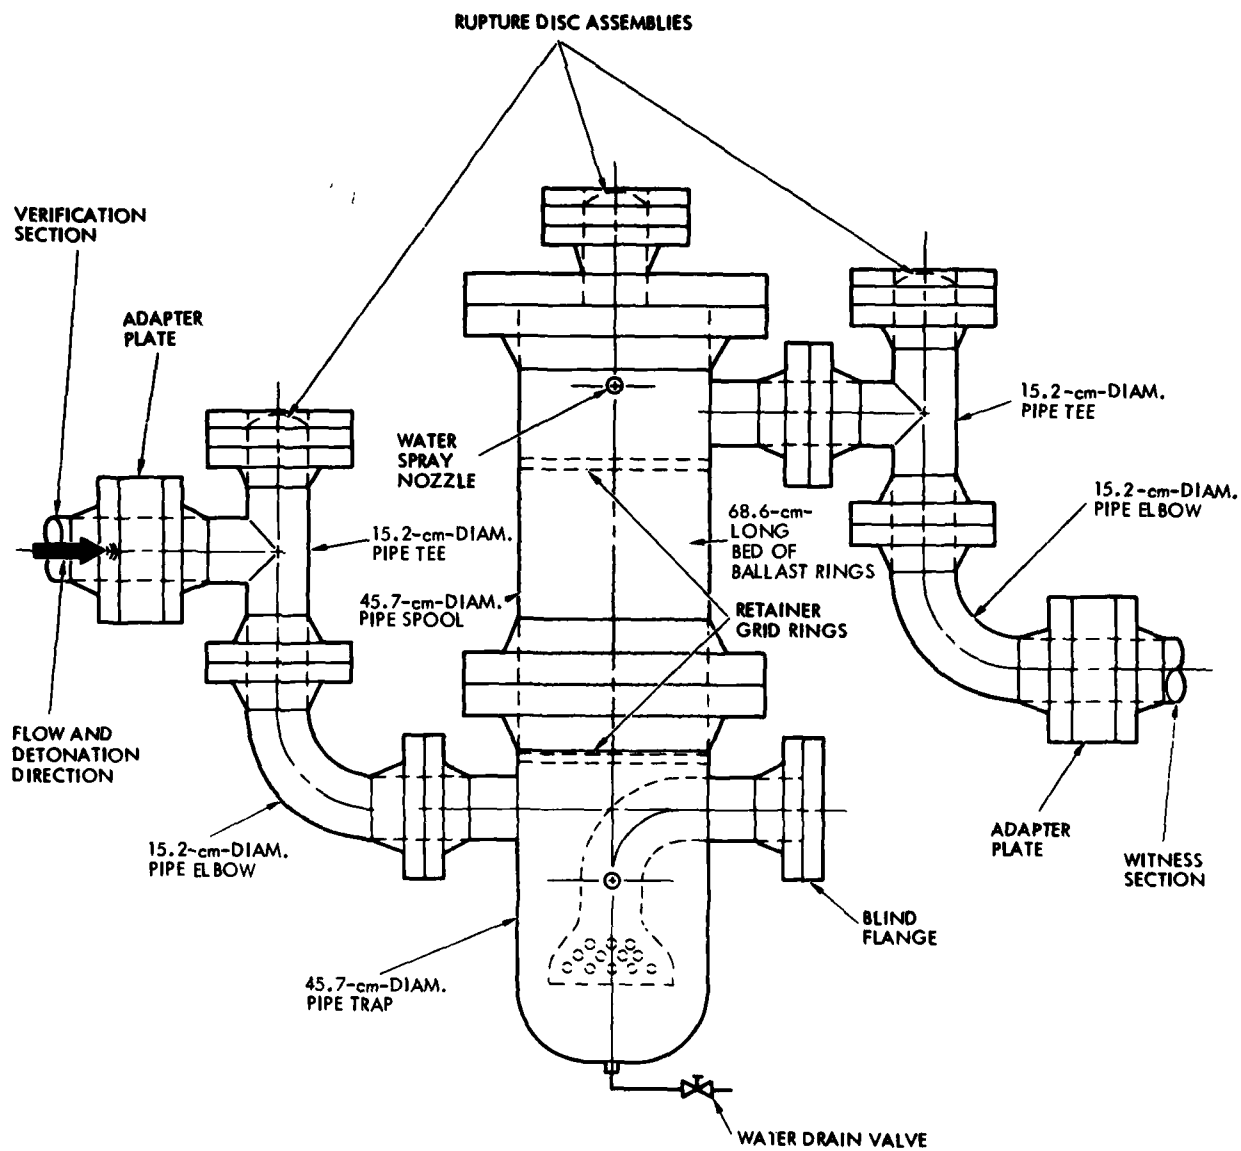 RUPTURE DISC ASSEMBLIES
VERIFICATION
SECTION
ADAPTER
PLATE
WATER
SPRAY
NOZZLE
15.2-cm-DIAM.
PIPE TEE
15.2-cm-DIAM.
PIPE ELBOW
15.2-cm-DIAM.
PIPE TEE
68.6-cm-
LONG
BED OF
BALLAST RINGS
45.7-cm-DIAM.
PIPE SPOOL
RETAINER
GRID RINGS
FLOW AND
DETONATION
DIRECTION
15.2-cm-DIAM.
PIPE ELBOW
ADAPTER
PLATE
WITNESS
SECTION
BLIND
FLANGE
45.7-cm-DIAM.
PIPE TRAP
WATER DRAIN VALVE